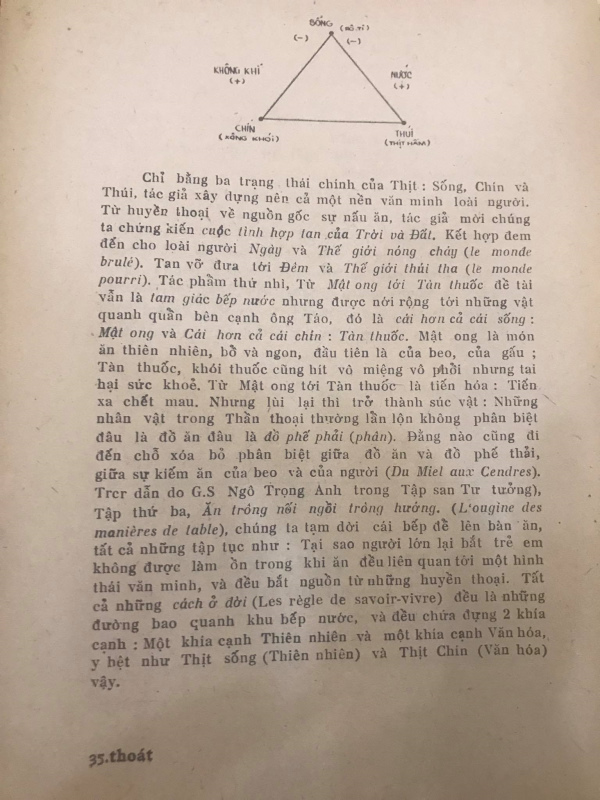 SỐNG (BÒ TÍ)
(−) (−)
KHÔNG KHÍ NƯỚC
(+) (+)
CHÍN THÚI
(XÔNG KHÓI) (THỊT HẦM)
Chỉ bằng ba trạng thái chính của Thịt : Sống, Chín và
Thúi, tác giả xây dựng nên cả một nền văn minh loài người.
Từ huyền thoại về nguồn gốc sự nấu ăn, tác giả mời chúng
ta chứng kiến cuộc tình hợp tan của Trời và Đất. Kết hợp đem
đến cho loài người Ngày và Thế giới nóng cháy (le monde
brulé). Tan vỡ đưa tới Đêm và Thế giới thúi tha (le monde
pourri). Tác phẩm thứ nhì, Từ Mật ong tới Tàn thuốc đề tài
vẫn là tam giác bếp nước nhưng được nới rộng tới những vật
quanh quẩn bên cạnh ông Táo, đó là cái hơn cả cái sống :
Mật ong và Cái hơn cả cái chín : Tàn thuốc. Mật ong là món
ăn thiên nhiên, bổ và ngon, đầu tiên là của beo, của gấu ;
Tàn thuốc, khói thuốc cũng hít vô miệng vô phổi nhưng tai
hại sức khoẻ. Từ Mật ong tới Tàn thuốc là tiến hóa : Tiến
xa chết mau. Nhưng lùi lại thì trở thành súc vật : Những
nhân vật trong Thần thoại thường lẫn lộn không phân biệt
đâu là đồ ăn đâu là đồ phế phải (phân). Đằng nào cũng đi
đến chỗ xóa bỏ phân biệt giữa đồ ăn và đồ phế thải,
giữa sự kiếm ăn của beo và của người (Du Miel aux Cendres).
Trcr dẫn do G.S Ngô Trọng Anh trong Tập san Tư tưởng),
Tập thứ ba, Ăn trông nồi ngồi trông hướng. (L'ougine des
manières de table), chúng ta tạm dời cái bếp để lên bàn ăn,
tất cả những tập tục như : Tại sao người lớn lại bắt trẻ em
không được làm ồn trong khi ăn đều liên quan tới một hình
thái văn minh, và đều bắt nguồn từ những huyền thoại. Tất
cả những cách ở đời (Les règle de savoir-vivre) đều là những
đường bao quanh khu bếp nước, và đều chứa đựng 2 khía
cạnh : Một khía cạnh Thiên nhiên và một khía cạnh Văn hóa,
y hệt như Thịt sống (Thiên nhiên) và Thịt Chín (Văn hóa)
vậy.
35.thoát